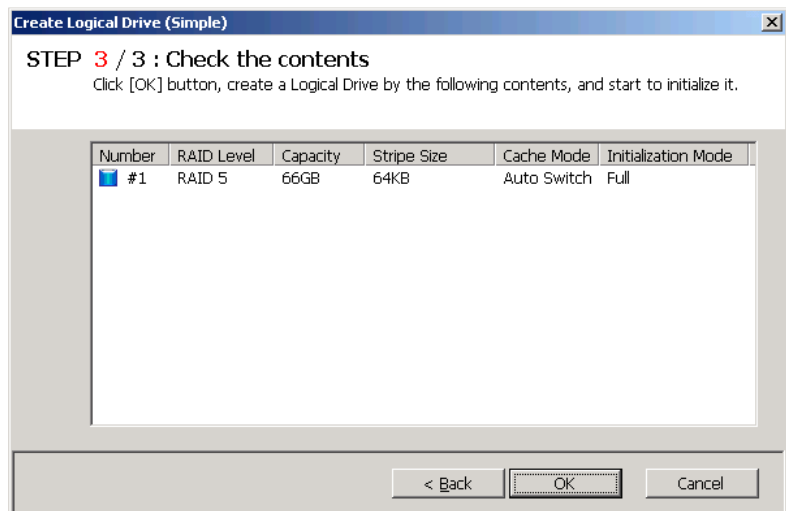 Create Logical Drive (Simple)
STEP 3 / 3 : Check the contents
Click [OK] button, create a Logical Drive by the following contents, and start to initialize it.
Number RAID Level Capacity Stripe Size Cache Mode Initialization Mode
#1 RAID 5 66GB 64KB Auto Switch Full
< Back OK Cancel